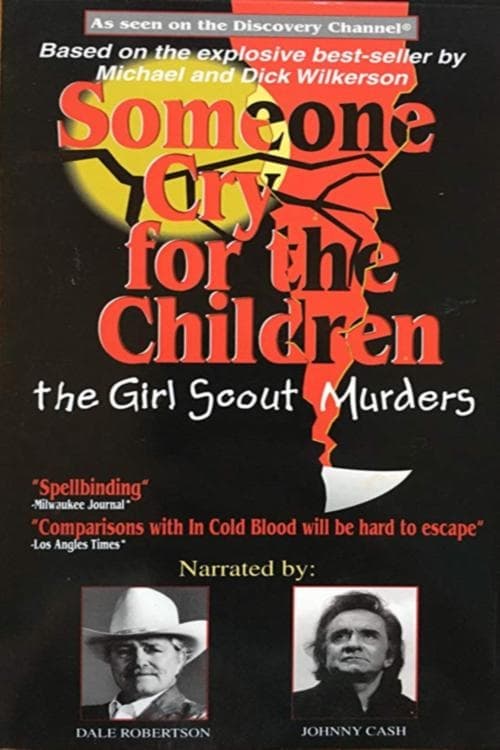 As seen on the Discovery Channel®
Based on the explosive best-seller by
Michael and Dick Wilkerson
Someone
Cry
for the
Children
the Girl Scout Murders
"Spellbinding"
-Milwaukee Journal"
"Comparisons with In Cold Blood will be hard to escape"
-Los Angles Times"
Narrated by:
DALE ROBERTSON
JOHNNY CASH